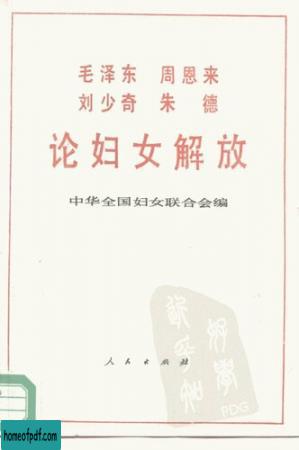 毛泽东 周恩来
刘少奇 朱德
论妇女解放
中华全国妇女联合会编
人民出版社
PDG
homeofpdf.com